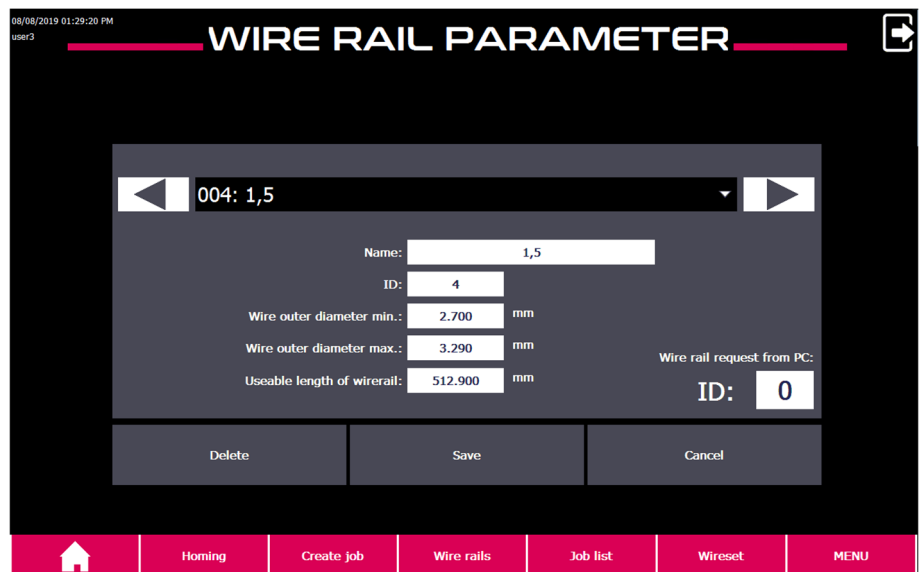 08/08/2019 01:29:20 PM
user3
WIRE RAIL PARAMETER
004: 1,5
Name: 1,5
ID: 4
Wire outer diameter min.: 2.700 mm
Wire outer diameter max.: 3.290 mm
Useable length of wirerail: 512.900 mm
Wire rail request from PC:
ID: 0
Delete Save Cancel
Homing Create job Wire rails Job list Wireset MENU